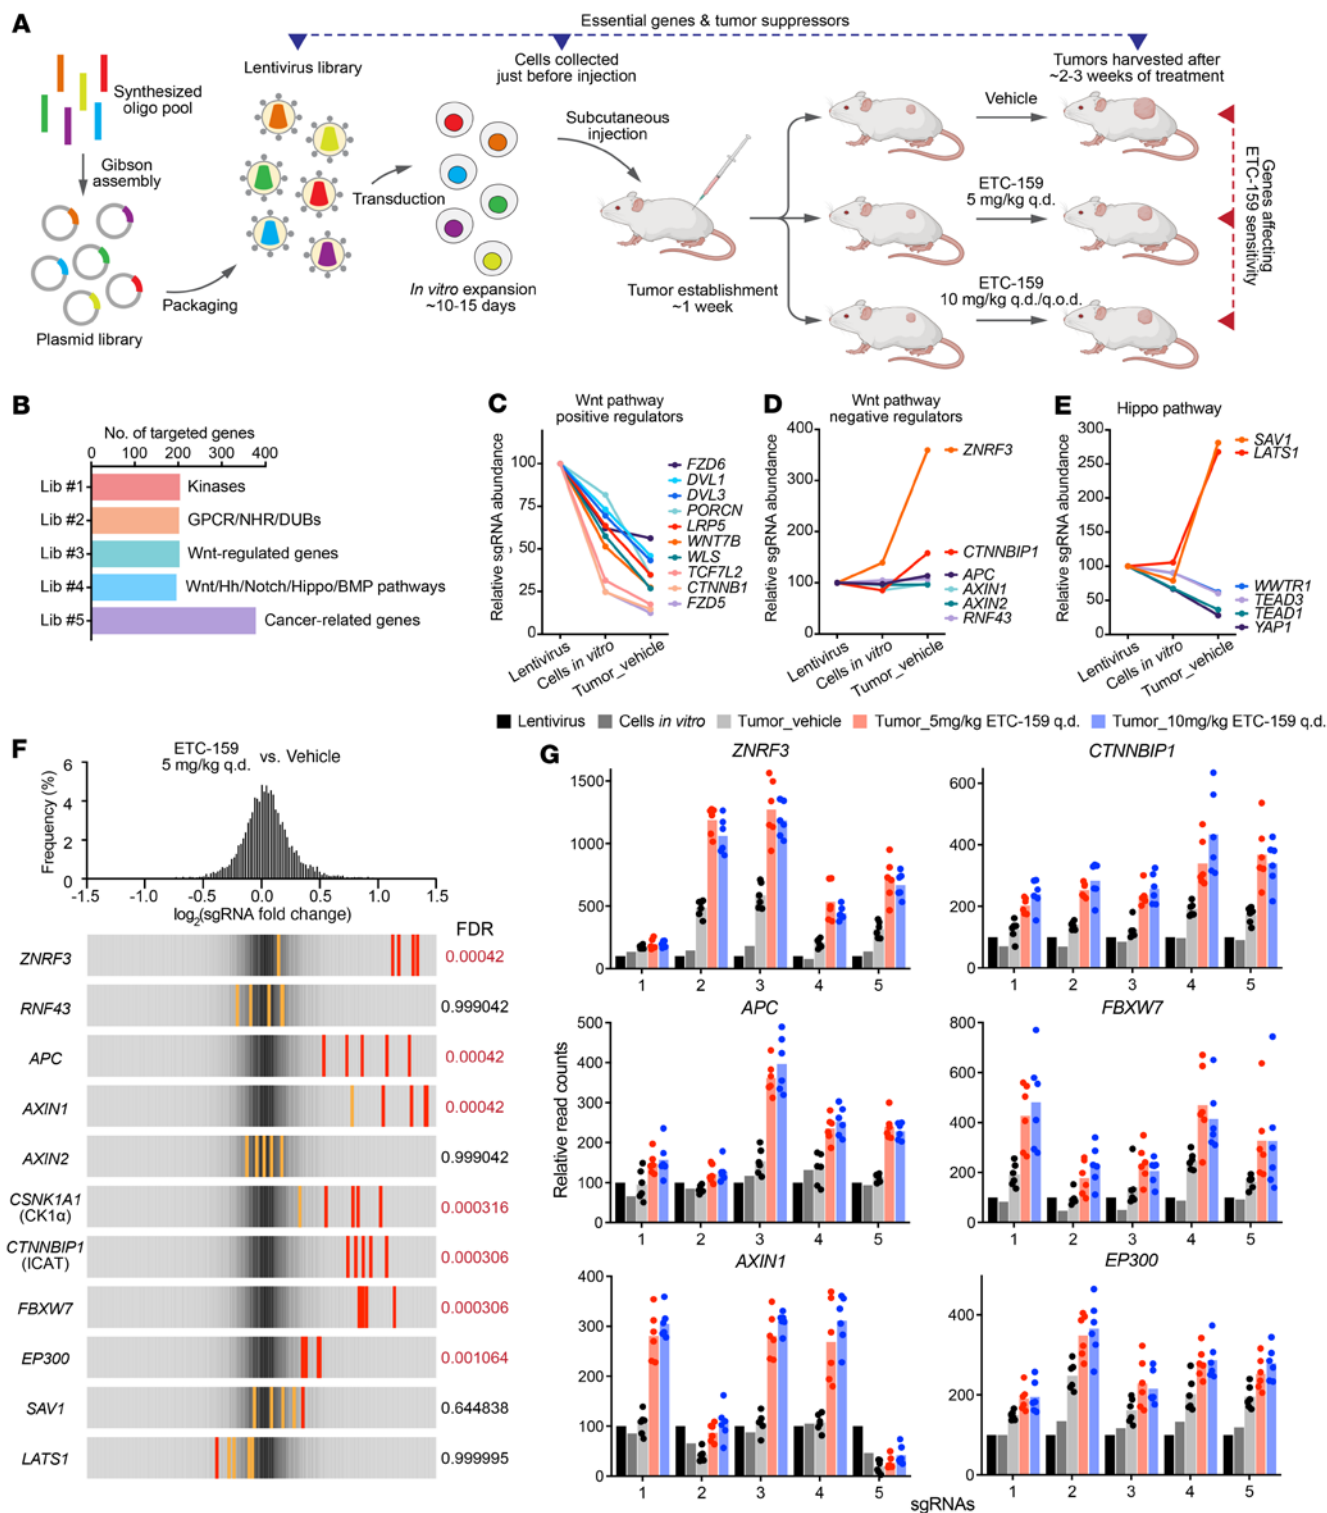 A
Essential genes & tumor suppressors
Synthesized
oligo pool
Gibson
assembly
Plasmid library
Packaging
Lentivirus library
Transduction
Cells collected
just before injection
In vitro expansion
~10-15 days
Subcutaneous
injection
Tumor establishment
~1 week
Vehicle
ETC-159
5 mg/kg q.d.
ETC-159
10 mg/kg q.d./q.o.d.
Tumors harvested after
~2-3 weeks of treatment
Genes affecting
ETC-159 sensitivity
B
No. of targeted genes
0 100 200 300 400
Lib #1 Kinases
Lib #2 GPCR/NHR/DUBs
Lib #3 Wnt-regulated genes
Lib #4 Wnt/Hh/Notch/Hippo/BMP pathways
Lib #5 Cancer-related genes
C
Wnt pathway
positive regulators
Relative sgRNA abundance
100
75
50
25
0
FZD6
DVL1
DVL3
PORCN
LRP5
WNT7B
WLS
TCF7L2
CTNNB1
FZD5
Lentivirus
Cells in vitro
Tumor_vehicle
D
Wnt pathway
negative regulators
Relative sgRNA abundance
400
300
200
100
0
ZNRF3
CTNNBIP1
APC
AXIN1
AXIN2
RNF43
Lentivirus
Cells in vitro
Tumor_vehicle
E
Hippo pathway
Relative sgRNA abundance
300
250
200
150
100
50
0
SAV1
LATS1
WWTR1
TEAD3
TEAD1
YAP1
Lentivirus
Cells in vitro
Tumor_vehicle
Lentivirus Cells in vitro Tumor_vehicle Tumor_5mg/kg ETC-159 q.d. Tumor_10mg/kg ETC-159 q.d.
F
ETC-159
5 mg/kg q.d. vs. Vehicle
Frequency (%)
6
4
2
0
-1.5 -1.0 -0.5 0.0 0.5 1.0 1.5
log2(sgRNA fold change)
FDR
ZNRF3 0.00042
RNF43 0.999042
APC 0.00042
AXIN1 0.00042
AXIN2 0.999042
CSNK1A1
(CK1α) 0.000316
CTNNBIP1
(ICAT) 0.000306
FBXW7 0.000306
EP300 0.001064
SAV1 0.644838
LATS1 0.999995
G
Relative read counts
ZNRF3
1500
1000
500
0
1 2 3 4 5
CTNNBIP1
600
400
200
0
1 2 3 4 5
APC
500
400
300
200
100
0
1 2 3 4 5
FBXW7
800
600
400
200
0
1 2 3 4 5
AXIN1
400
300
200
100
0
1 2 3 4 5
EP300
400
200
0
1 2 3 4 5
sgRNAs